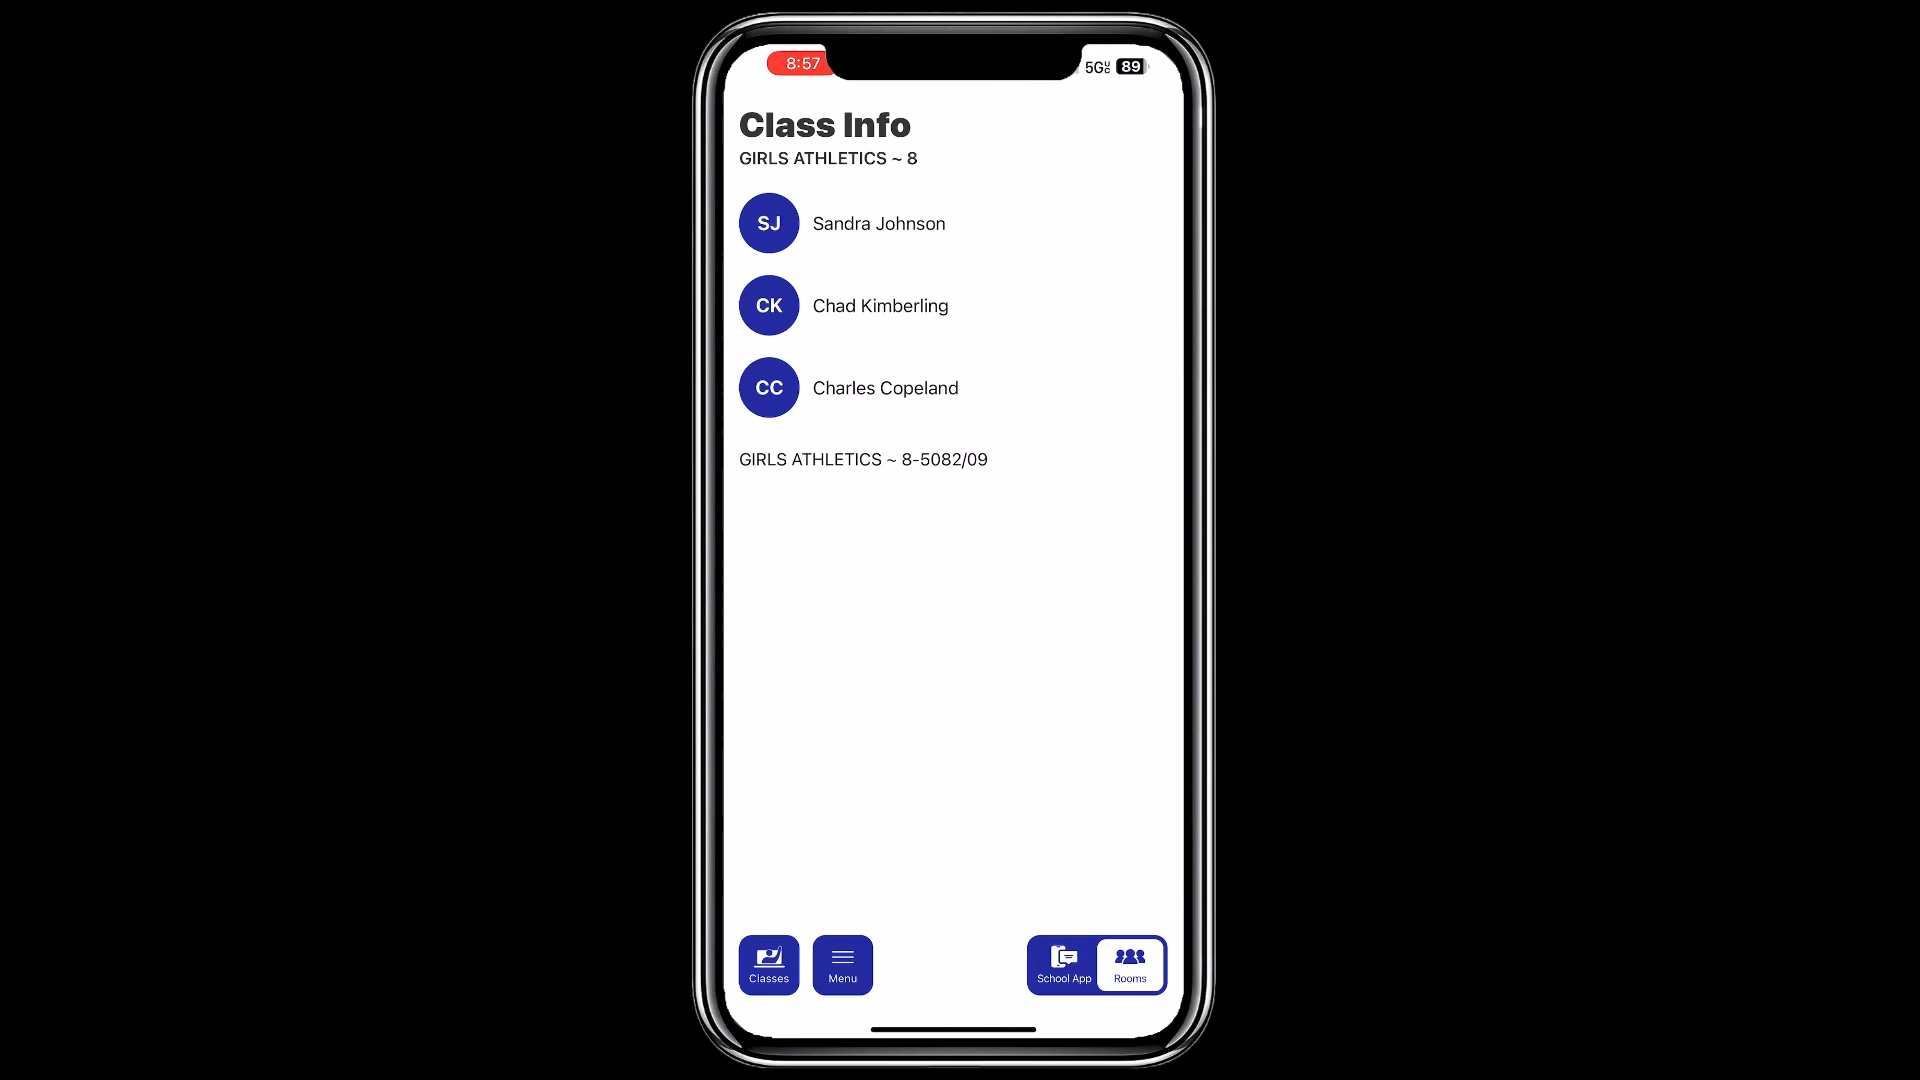 8:57
5G
89
Class Info
GIRLS ATHLETICS ~ 8
SJ
Sandra Johnson
CK
Chad Kimberling
CC
Charles Copeland
GIRLS ATHLETICS ~ 8-5082/09
Classes
Menu
School App
Rooms